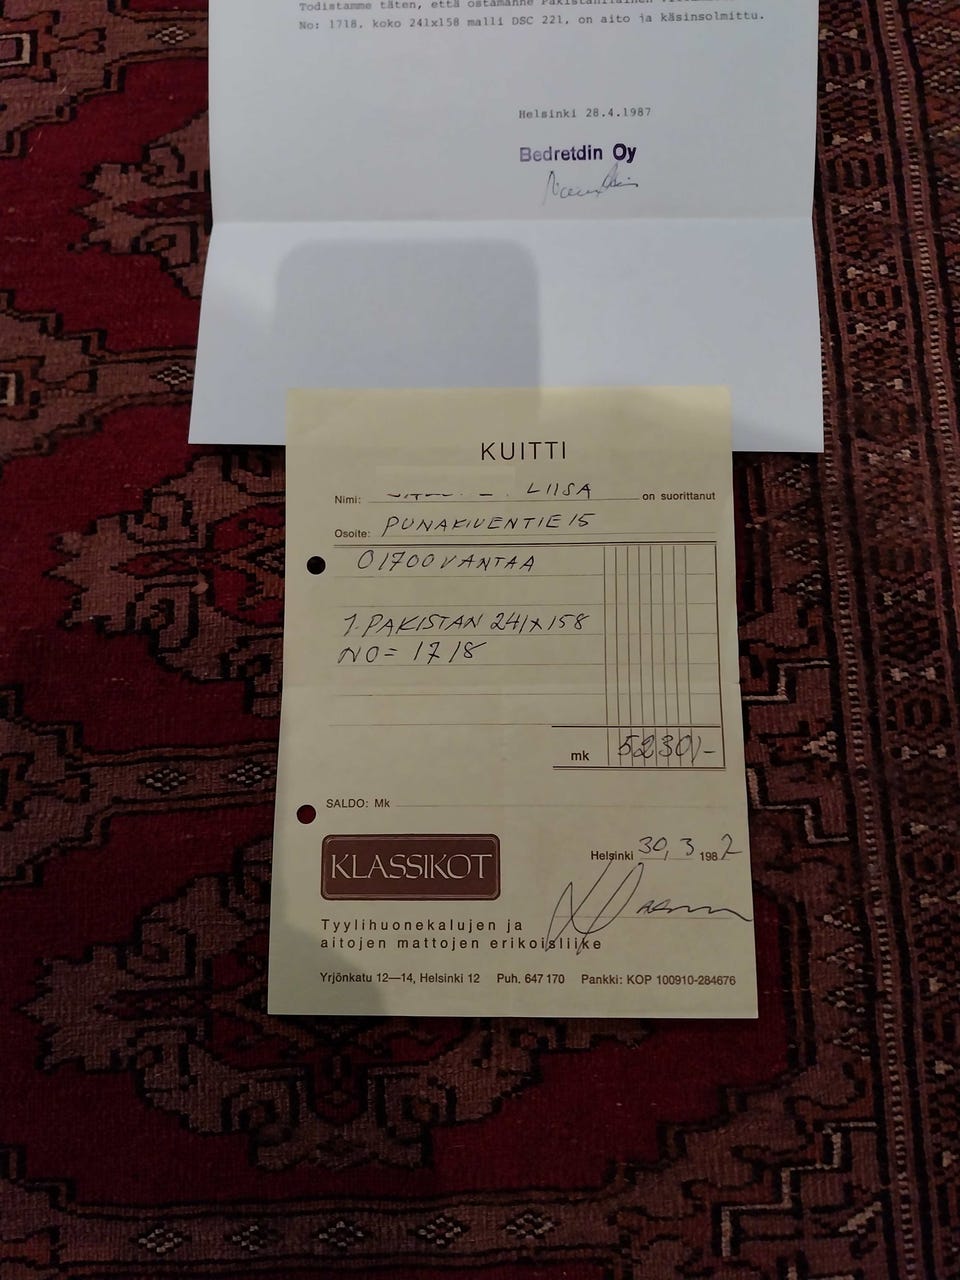 Todistamme täten, että ostamanne Pakistanilainen
No: 1718, koko 241x158 malli DSC 221, on aito ja käsinsolmittu.
Helsinki 28.4.1987
Bedretdin Oy
KUITTI
Nimi: LIISA on suorittanut
Osoite: PUNAKIVENTIE 15
01700 VANTAA
1. PAKISTAN 241x158
NO = 1718
mk 5230,-
SALDO: Mk
KLASSIKOT
Helsinki 30, 3 198
Tyylihuonekalujen ja
aitojen mattojen erikoisliike
Yrjönkatu 12—14, Helsinki 12 Puh. 647 170 Pankki: KOP 100910-284676